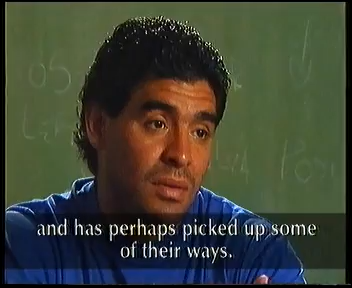 and has perhaps picked up some
of their ways.